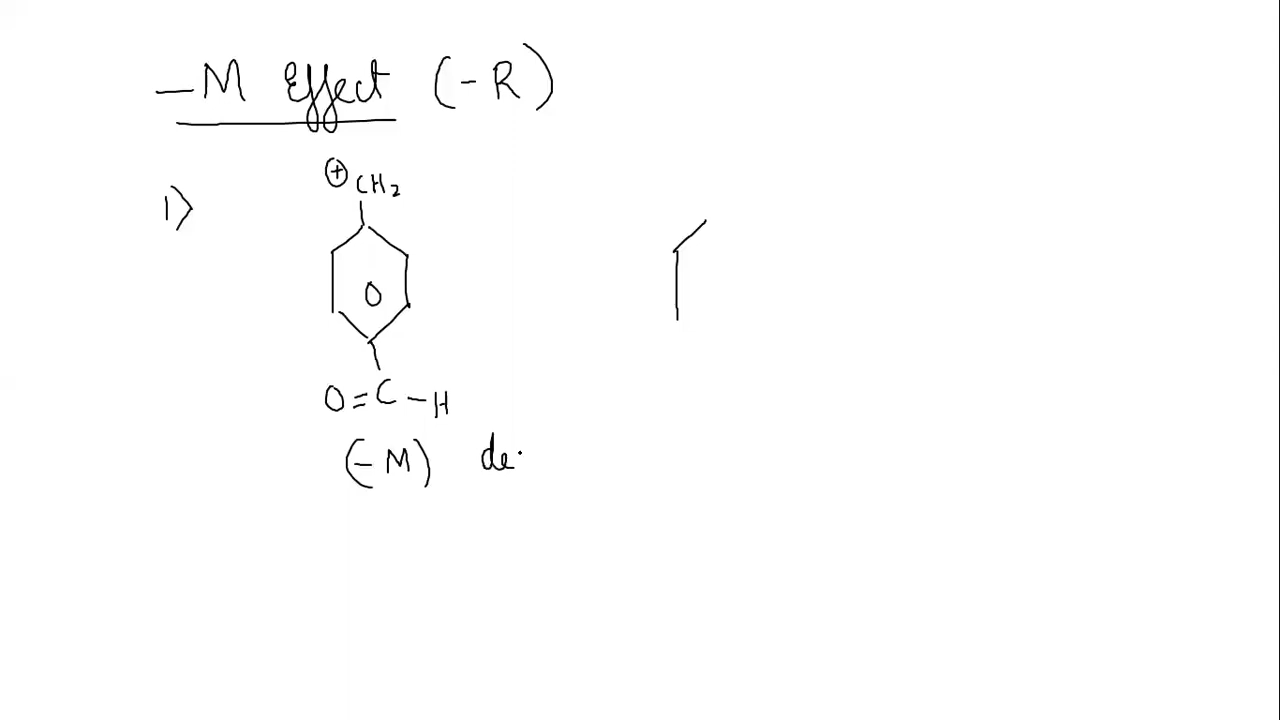 -M Effect (-R)
1)
⊕CH2
O=C-H
(-M) de.